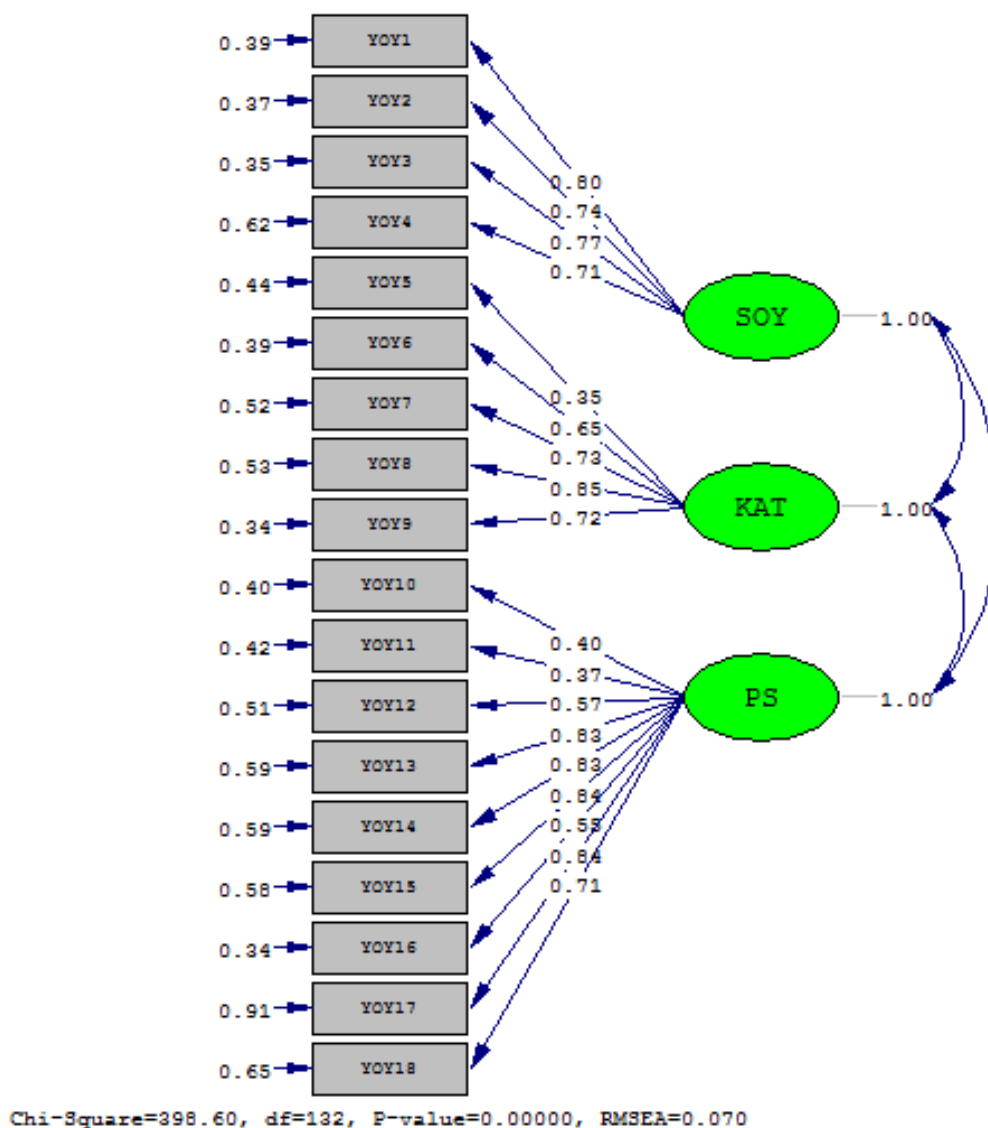 0.39 YOY1
0.37 YOY2
0.35 YOY3
0.62 YOY4
0.44 YOY5
0.39 YOY6
0.52 YOY7
0.53 YOY8
0.34 YOY9
0.40 YOY10
0.42 YOY11
0.51 YOY12
0.59 YOY13
0.59 YOY14
0.58 YOY15
0.34 YOY16
0.91 YOY17
0.65 YOY18
0.80
0.74
0.77
0.71
0.35
0.65
0.73
0.85
0.72
0.40
0.37
0.57
0.83
0.83
0.84
0.55
0.84
0.71
SOY 1.00
KAT 1.00
PS 1.00
Chi-Square=398.60, df=132, P-value=0.00000, RMSEA=0.070